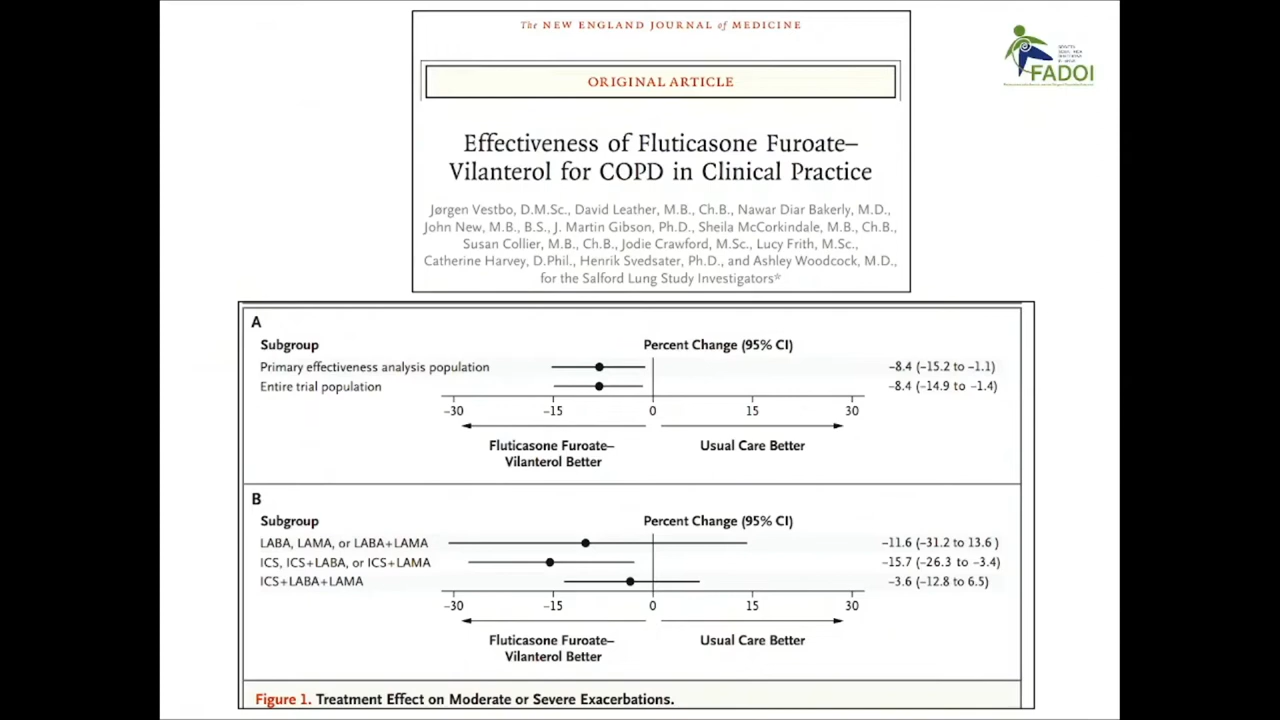 The NEW ENGLAND JOURNAL of MEDICINE
ORIGINAL ARTICLE
Effectiveness of Fluticasone Furoate–
Vilanterol for COPD in Clinical Practice
Jørgen Vestbo, D.M.Sc., David Leather, M.B., Ch.B., Nawar Diar Bakerly, M.D.,
John New, M.B., B.S., J. Martin Gibson, Ph.D., Sheila McCorkindale, M.B., Ch.B.,
Susan Collier, M.B., Ch.B., Jodie Crawford, M.Sc., Lucy Frith, M.Sc.,
Catherine Harvey, D.Phil., Henrik Svedsater, Ph.D., and Ashley Woodcock, M.D.,
for the Salford Lung Study Investigators*
FADOI
A
Subgroup Percent Change (95% CI)
Primary effectiveness analysis population –8.4 (–15.2 to –1.1)
Entire trial population –8.4 (–14.9 to –1.4)
–30 –15 0 15 30
Fluticasone Furoate– Usual Care Better
Vilanterol Better
B
Subgroup Percent Change (95% CI)
LABA, LAMA, or LABA+LAMA –11.6 (–31.2 to 13.6 )
ICS, ICS+LABA, or ICS+LAMA –15.7 (–26.3 to –3.4)
ICS+LABA+LAMA –3.6 (–12.8 to 6.5)
–30 –15 0 15 30
Fluticasone Furoate– Usual Care Better
Vilanterol Better
Figure 1. Treatment Effect on Moderate or Severe Exacerbations.